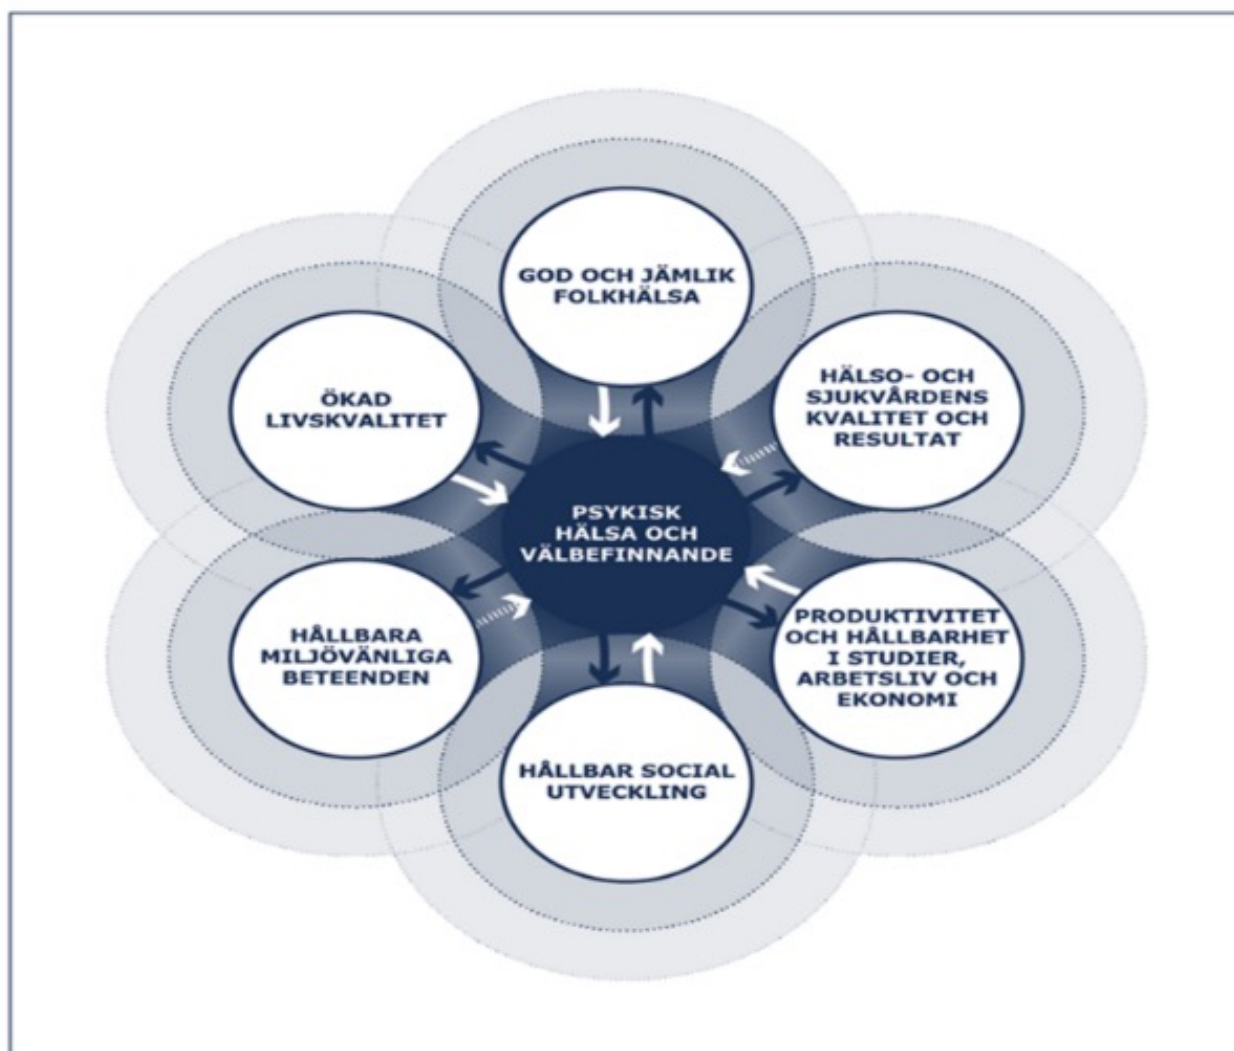 GOD OCH JÄMLIK
FOLKHÄLSA
HÄLSO- OCH
SJUKVÅRDENS
KVALITET OCH
RESULTAT
ÖKAD
LIVSKVALITET
PSYKISK
HÄLSA OCH
VÄLBEFINNANDE
HÅLLBARA
MILJÖVÄNLIGA
BETEENDEN
PRODUKTIVITET
OCH HÅLLBARHET
I STUDIER,
ARBETSLIV OCH
EKONOMI
HÅLLBAR SOCIAL
UTVECKLING